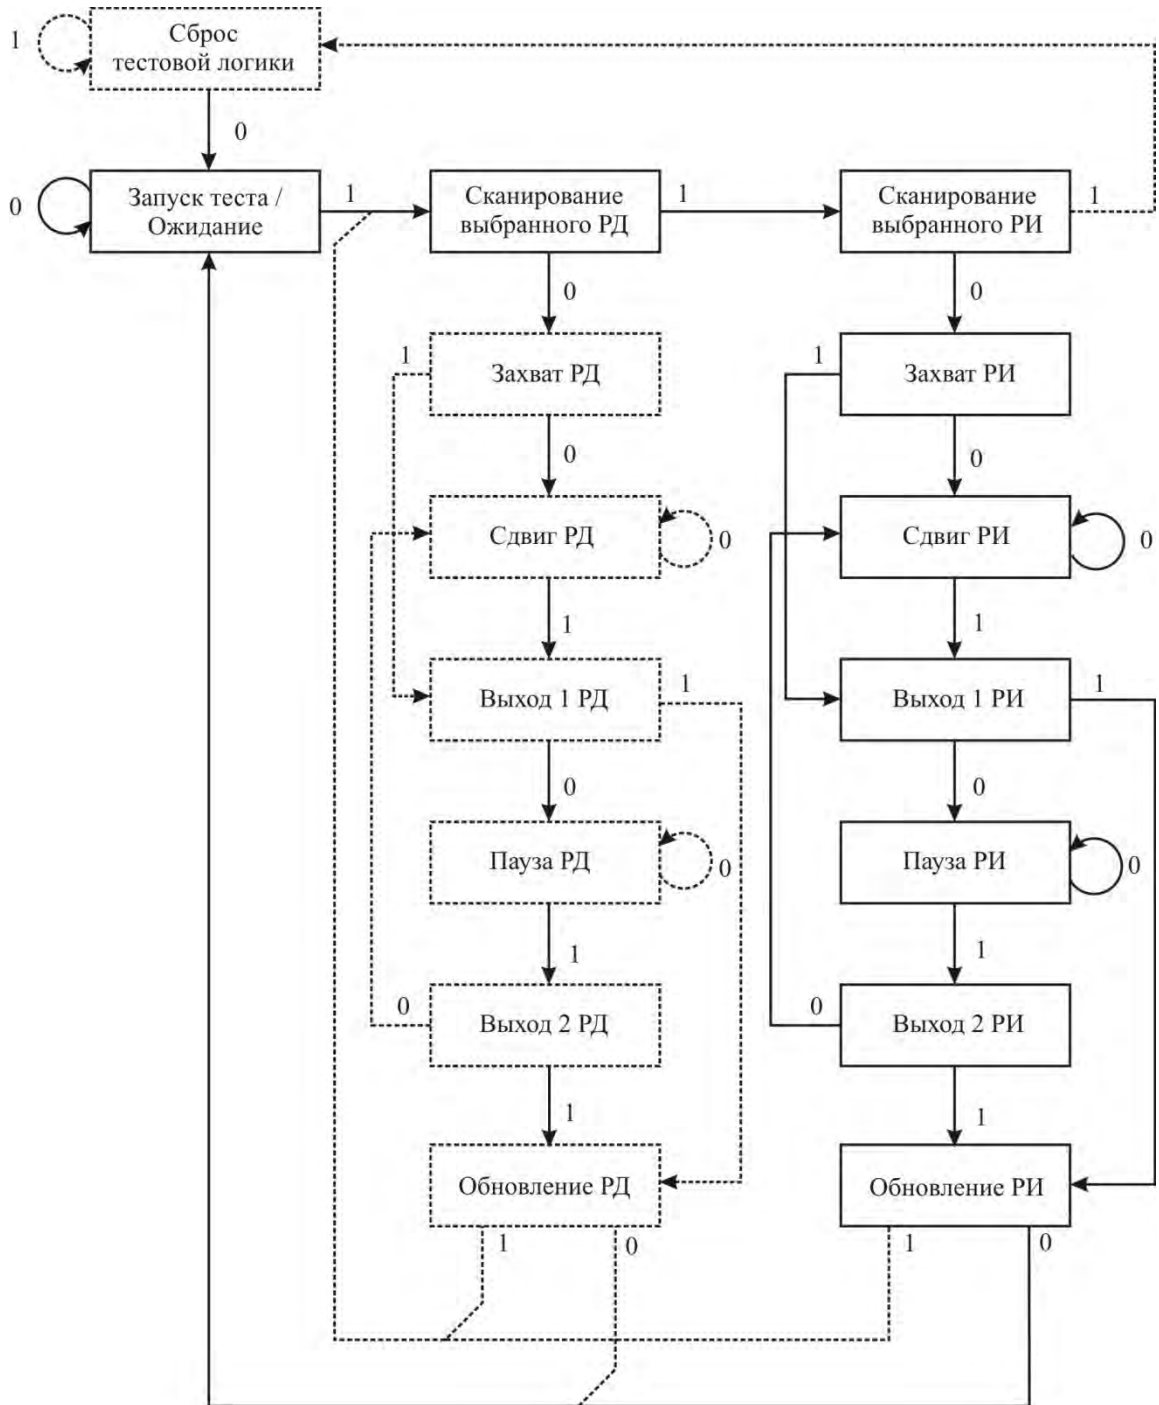 1
Сброс
тестовой логики
0
0
Запуск теста /
Ожидание
1
Сканирование
выбранного РД
1
Сканирование
выбранного РИ
1
0
0
1
Захват РД
1
Захват РИ
0
0
Сдвиг РД
0
Сдвиг РИ
0
1
1
Выход 1 РД
1
Выход 1 РИ
1
0
0
Пауза РД
0
Пауза РИ
0
1
1
0
Выход 2 РД
0
Выход 2 РИ
1
1
Обновление РД
Обновление РИ
1
0
1
0